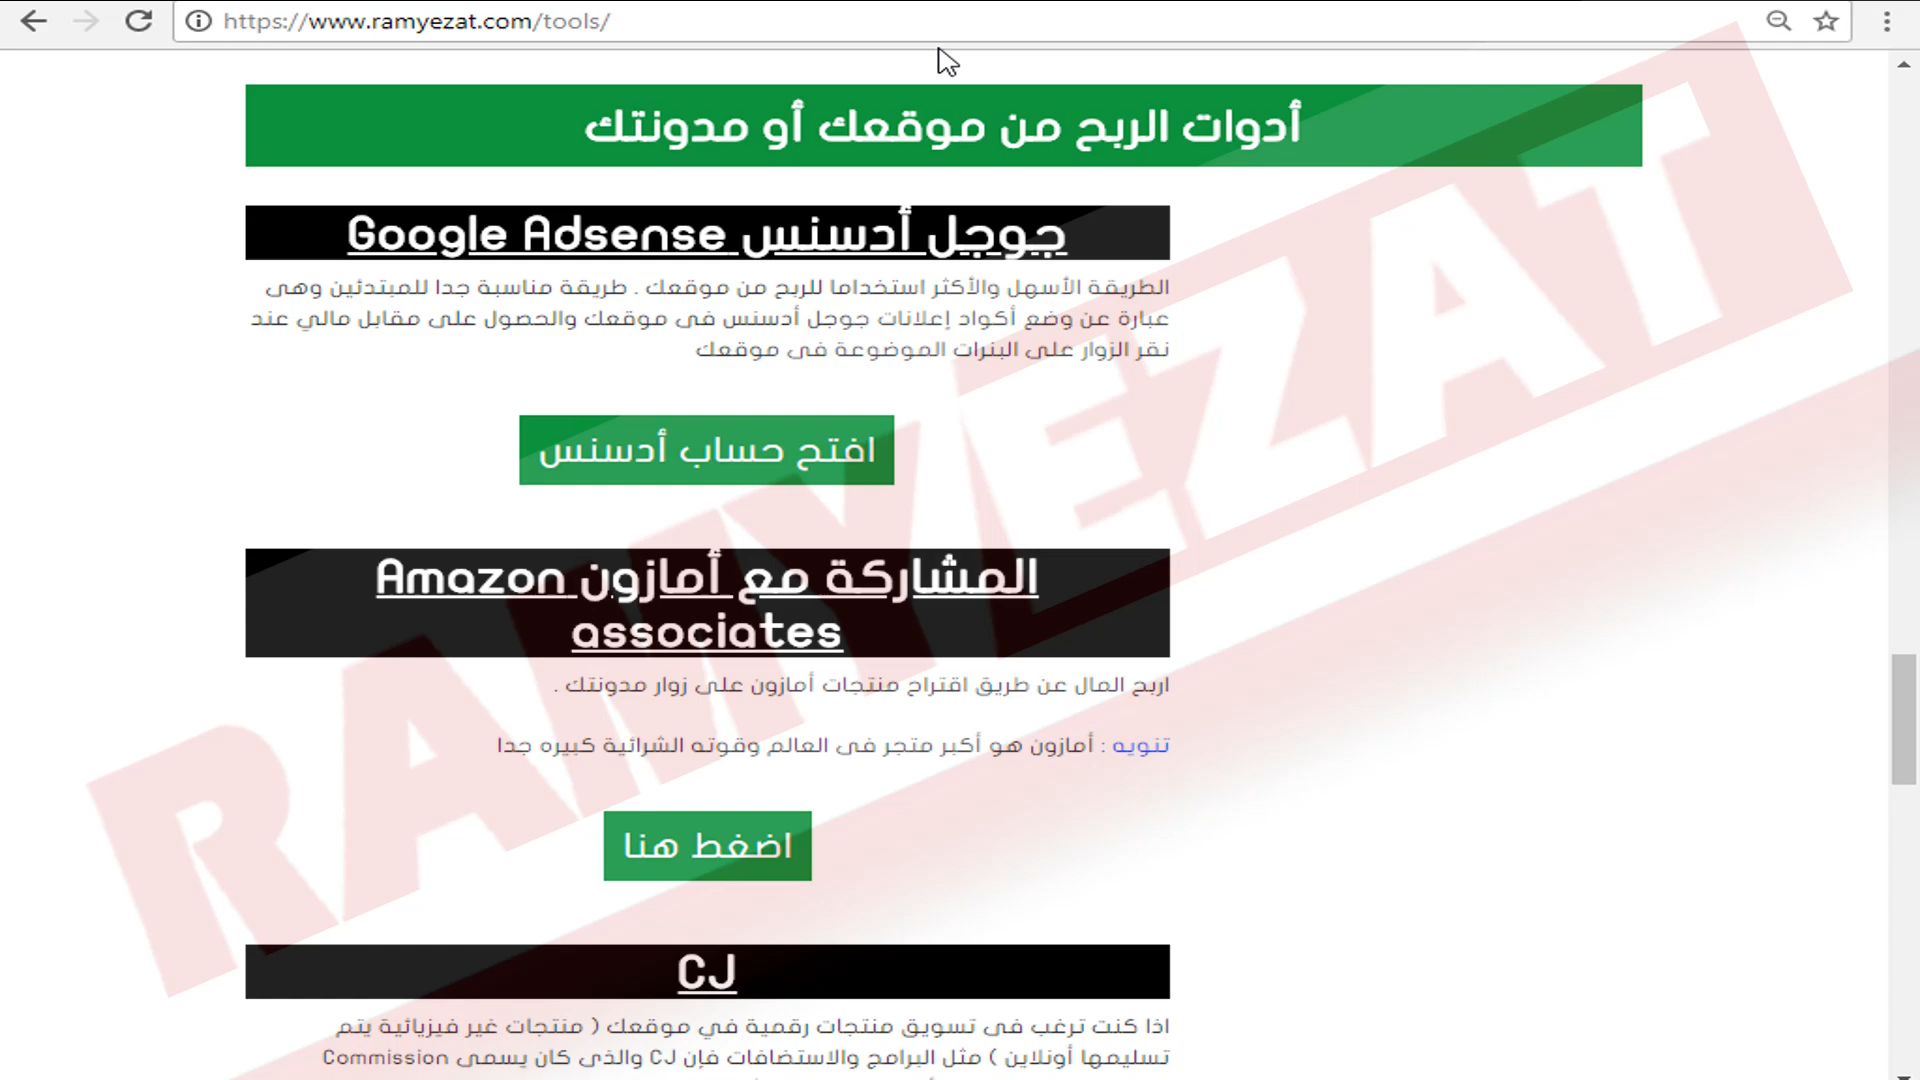 https://www.ramyezat.com/tools/
أدوات الربح من موقعك أو مدونتك
جوجل أدسنس Google Adsense
الطريقة الأسهل والأكثر استخداما للربح من موقعك . طريقة مناسبة جدا للمبتدئين وهى
عبارة عن وضع أكواد إعلانات جوجل أدسنس فى موقعك والحصول على مقابل مالي عند
نقر الزوار على البنرات الموضوعة فى موقعك
افتح حساب أدسنس
المشاركة مع أمازون Amazon
associates
اربح المال عن طريق اقتراح منتجات أمازون على زوار مدونتك .
تنويه : أمازون هو أكبر متجر فى العالم وقوته الشرائية كبيره جدا
اضغط هنا
CJ
اذا كنت ترغب فى تسويق منتجات رقمية في موقعك ( منتجات غير فيزيائية يتم
تسليمها أونلاين ) مثل البرامج والاستضافات فإن CJ والذى كان يسمى Commission
RAMYEZAT